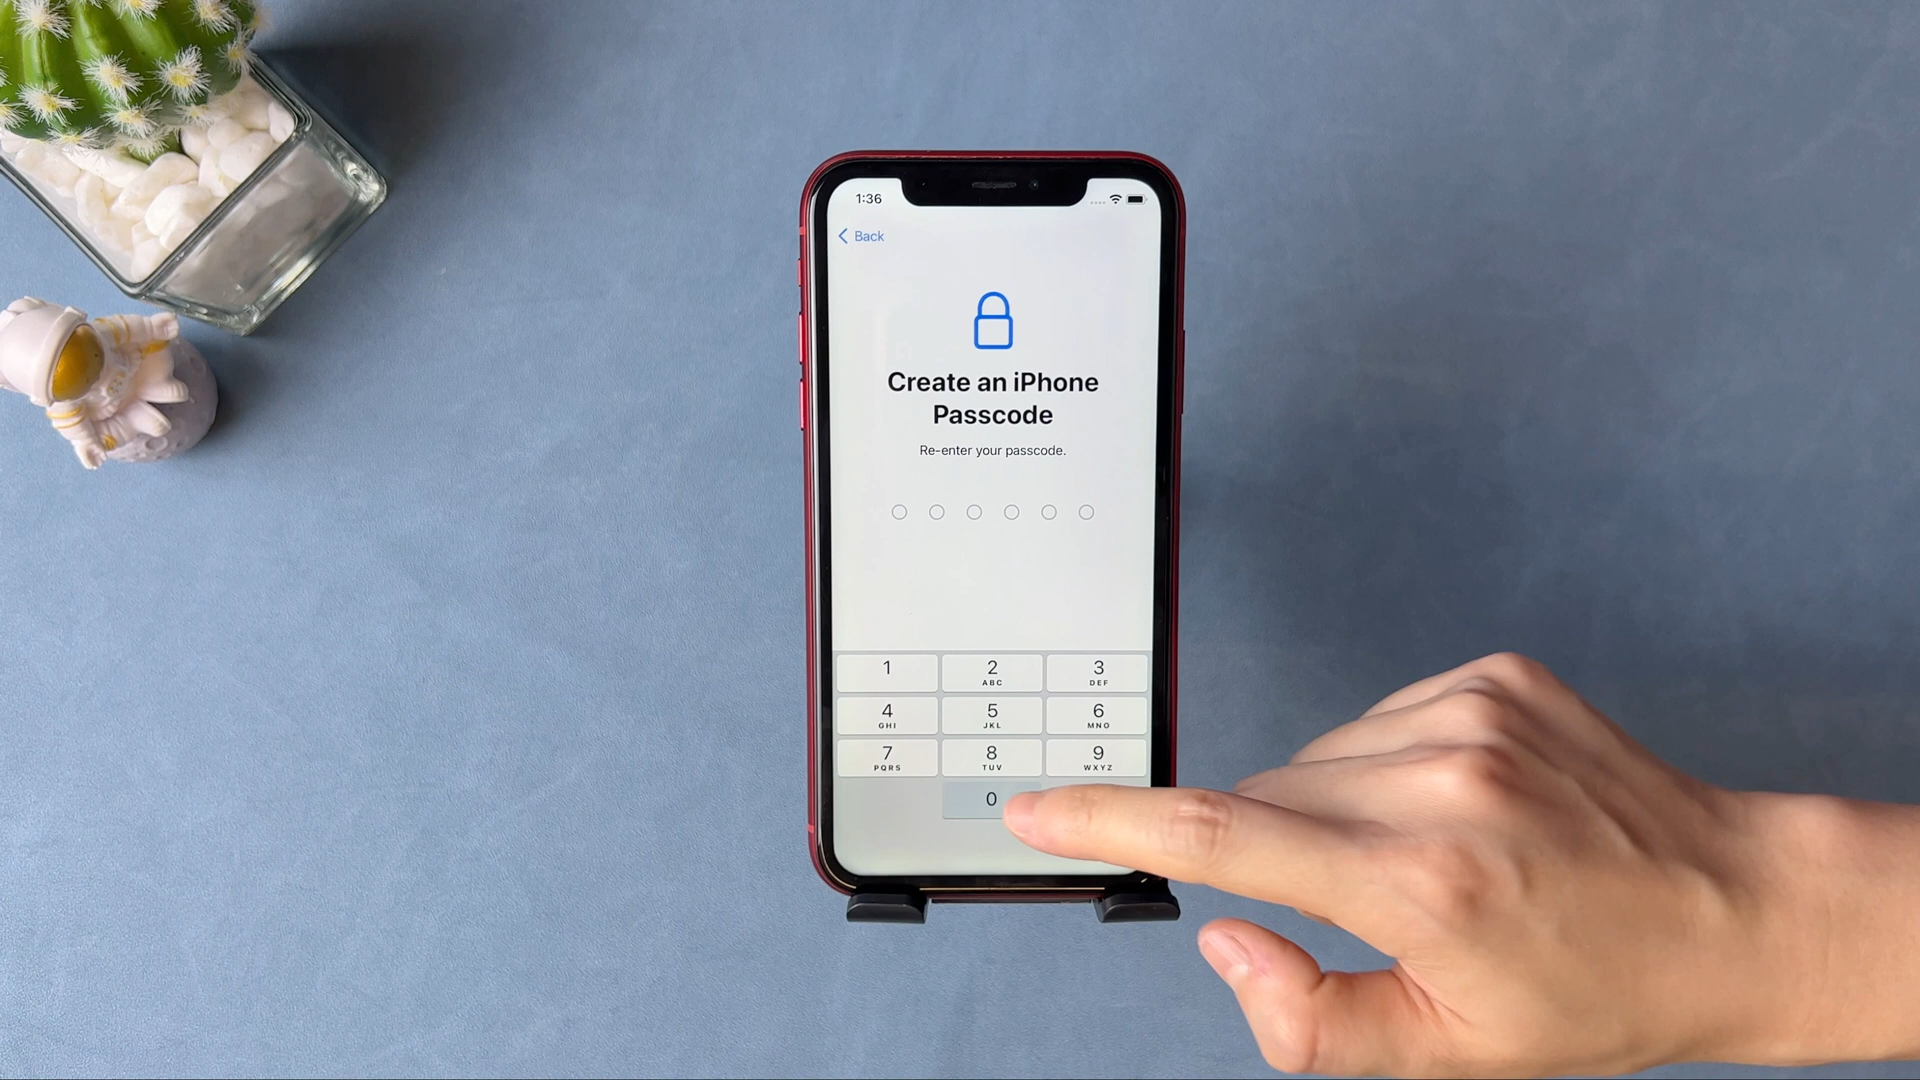 1:36
Back
Create an iPhone
Passcode
Re-enter your passcode.
1 2 3
ABC DEF
4 5 6
GHI JKL MNO
7 8 9
PQRS TUV WXYZ
0